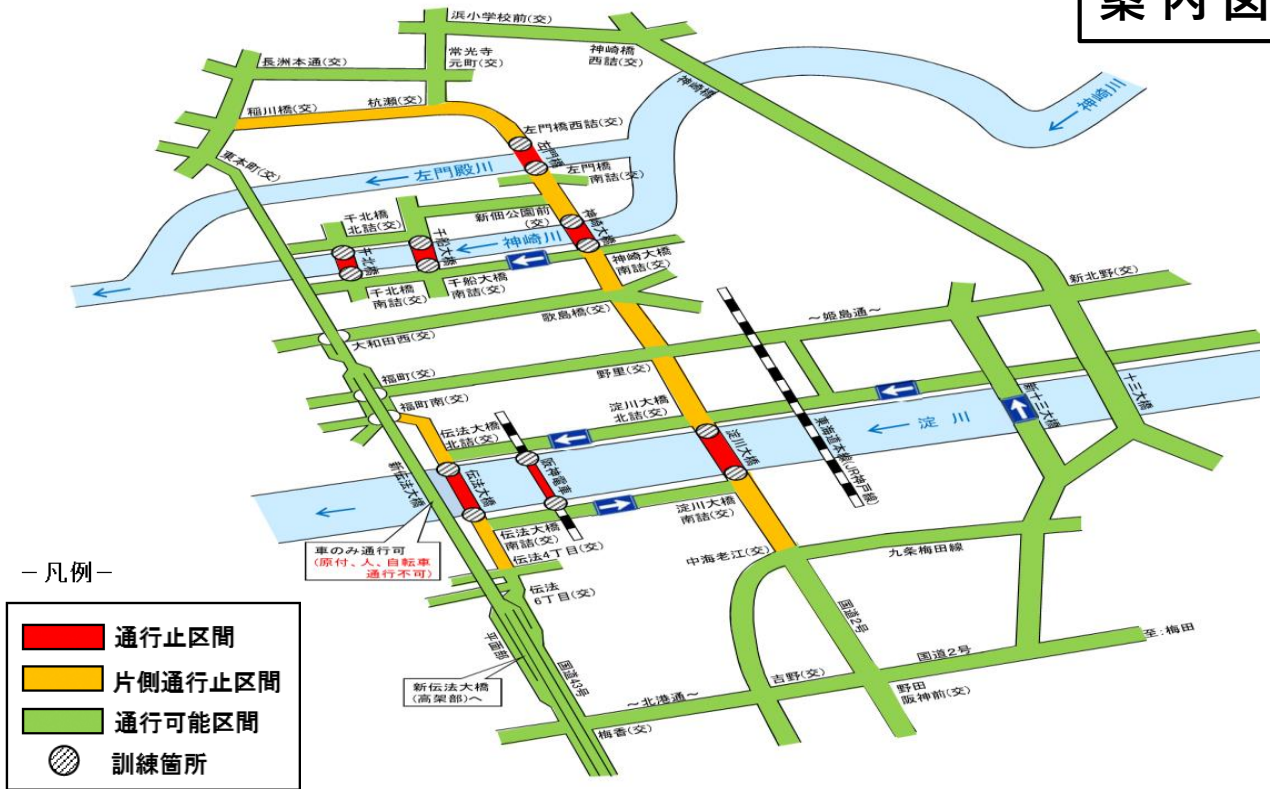 案内図
浜小学校前(交)
神崎橋
西詰(交)
常光寺
元町(交)
長洲本通(交)
神崎橋
←神崎川
稲川橋(交)
杭瀬(交)
左門橋西詰(交)
左門橋
左門橋
南詰(交)
東本町(交)
←左門殿川
千北橋
北詰(交)
新佃公園前
(交)
神崎大橋
千船大橋
千北橋
←神崎川
神崎大橋
南詰(交)
千北橋
南詰(交)
千船大橋
南詰(交)
新北野(交)
歌島橋(交)
～姫島通～
大和田西(交)
福町(交)
野里(交)
福町南(交)
淀川大橋
北詰(交)
伝法大橋
北詰(交)
新十三大橋
十三大橋
東海道本線(JR神戸線)
←淀川
淀川大橋
阪神電車
伝法大橋
新伝法大橋
淀川大橋
南詰(交)
伝法大橋
南詰(交)
伝法4丁目(交)
車のみ通行可
(原付、人、自転車
通行不可)
中海老江(交)
九条梅田線
伝法
6丁目(交)
国道2号
平面部
国道43号
新伝法大橋
(高架部)へ
至:梅田
国道2号
吉野(交)
野田
阪神前(交)
～北港通～
梅香(交)
－凡例－
通行止区間
片側通行止区間
通行可能区間
訓練箇所